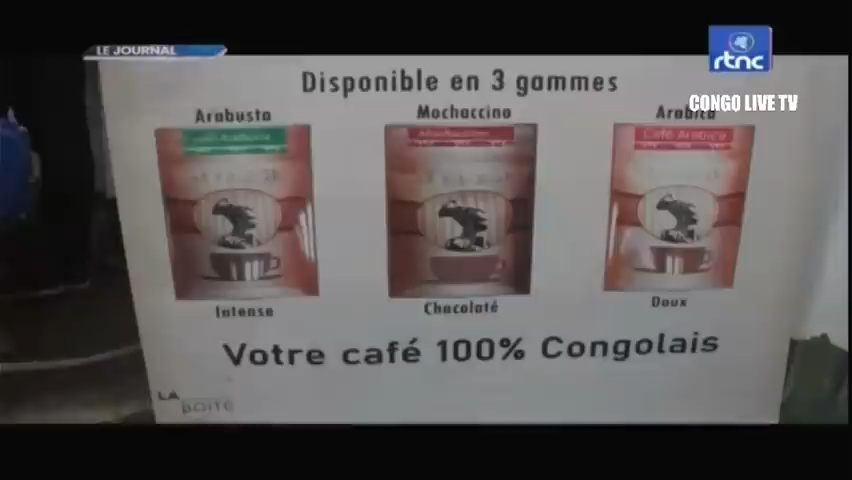 LE JOURNAL
rtnc
CONGO LIVE TV
Disponible en 3 gammes
Arabusta
Mochaccino
Arabica
Café Arabica
Intense
Chocolaté
Doux
Votre café 100% Congolais
LA
BOITE